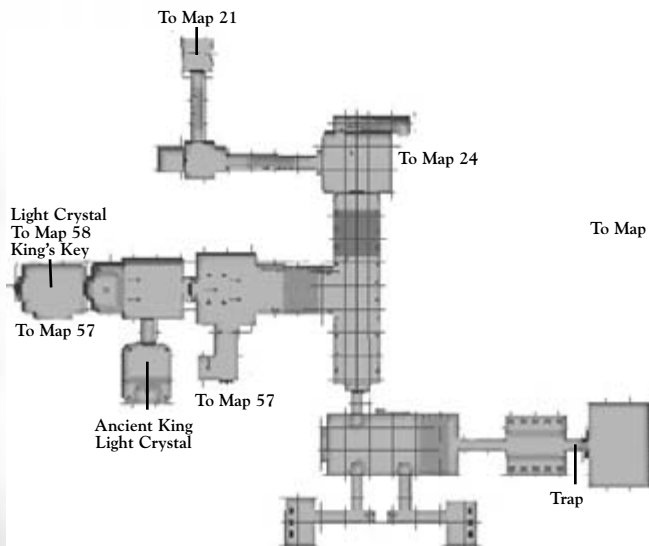 To Map 21
To Map 24
Light Crystal
To Map 58
King's Key
To Map
To Map 57
To Map 57
Ancient King
Light Crystal
Trap